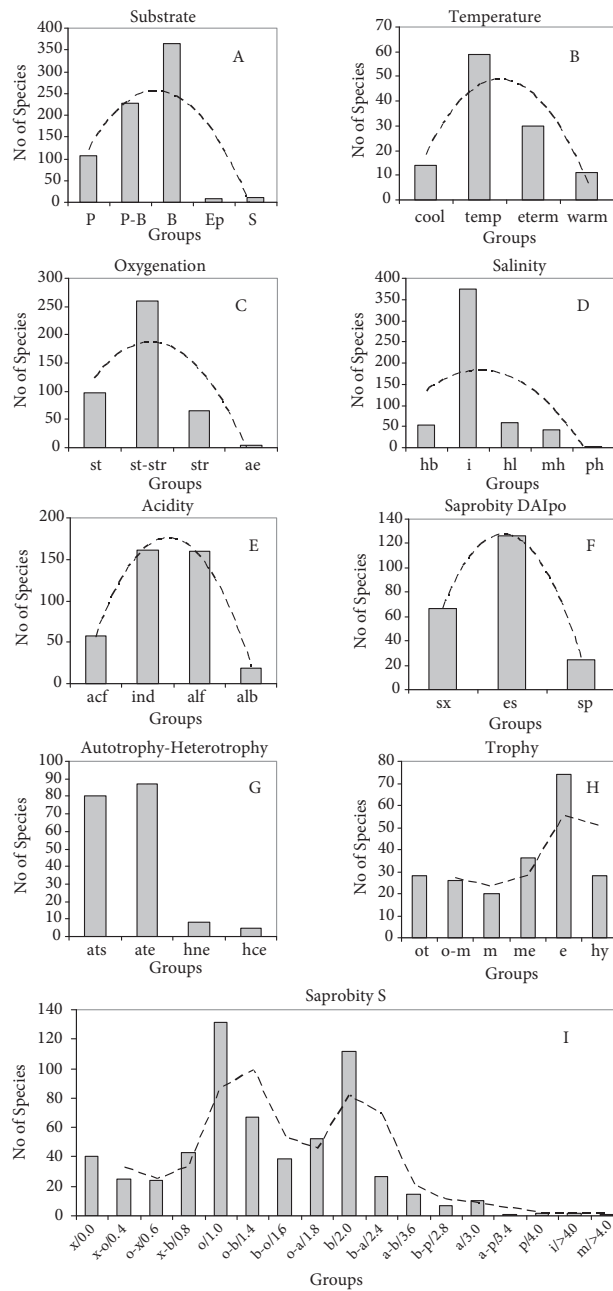 Substrate
A
No of Species
400
350
300
250
200
150
100
50
0
P P-B B Ep S
Groups
Temperature
B
No of Species
70
60
50
40
30
20
10
0
cool temp eterm warm
Groups
Oxygenation
C
No of Species
300
250
200
150
100
50
0
st st-str str ae
Groups
Salinity
D
No of Species
400
350
300
250
200
150
100
50
0
hb i hl mh ph
Groups
Acidity
E
No of Species
200
150
100
50
0
acf ind alf alb
Groups
Saprobity DAIpo
F
No of Species
140
120
100
80
60
40
20
0
sx es sp
Groups
Autotrophy-Heterotrophy
G
No of Species
100
90
80
70
60
50
40
30
20
10
0
ats ate hne hce
Groups
Trophy
H
No of Species
80
70
60
50
40
30
20
10
0
ot o-m m me e hy
Groups
Saprobity S
I
No of Species
140
120
100
80
60
40
20
0
x/0.0 x-o/0.4 o-x/0.6 x-b/0.8 o/1.0 o-b/1.4 b-o/1,6 o-a/1.8 b/2.0 b-a/2.4 a-b/3.6 b-p/2.8 a/3.0 a-p/3.4 p/4.0 i/>4.0 m/>4.0
Groups